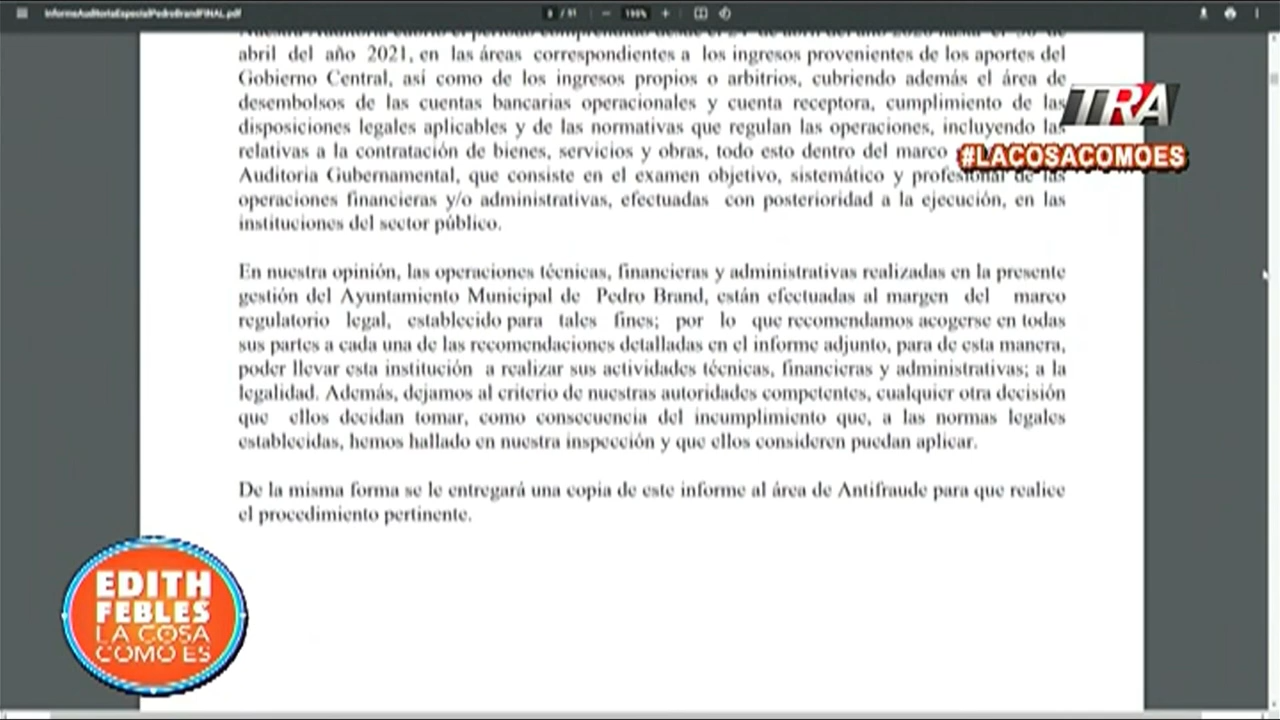 InformeAuditoriaEspecialPedroBrandFINAL.pdf
8 / 91
190%
abril del año 2021, en las áreas correspondientes a los ingresos provenientes de los aportes del
Gobierno Central, así como de los ingresos propios o arbitrios, cubriendo además el área de
desembolsos de las cuentas bancarias operacionales y cuenta receptora, cumplimiento de las
disposiciones legales aplicables y de las normativas que regulan las operaciones, incluyendo las
relativas a la contratación de bienes, servicios y obras, todo esto dentro del marco
Auditoria Gubernamental, que consiste en el examen objetivo, sistemático y profesional de las
operaciones financieras y/o administrativas, efectuadas con posterioridad a la ejecución, en las
instituciones del sector público.
En nuestra opinión, las operaciones técnicas, financieras y administrativas realizadas en la presente
gestión del Ayuntamiento Municipal de Pedro Brand, están efectuadas al margen del marco
regulatorio legal, establecido para tales fines; por lo que recomendamos acogerse en todas
sus partes a cada una de las recomendaciones detalladas en el informe adjunto, para de esta manera,
poder llevar esta institución a realizar sus actividades técnicas, financieras y administrativas; a la
legalidad. Además, dejamos al criterio de nuestras autoridades competentes, cualquier otra decisión
que ellos decidan tomar, como consecuencia del incumplimiento que, a las normas legales
establecidas, hemos hallado en nuestra inspección y que ellos consideren puedan aplicar.
De la misma forma se le entregará una copia de este informe al área de Antifraude para que realice
el procedimiento pertinente.
TRA
#LACOSACOMOES
EDITH
FEBLES
LA COSA
COMO ES